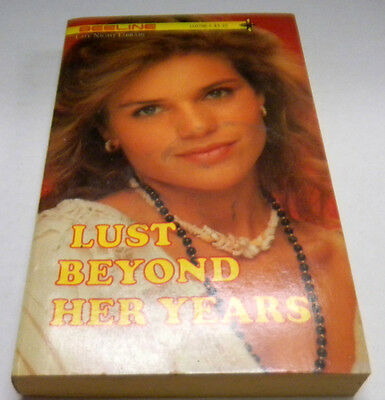 BEELINE
LATE NIGHT LIBRARY
LUST
BEYOND
HER YEARS